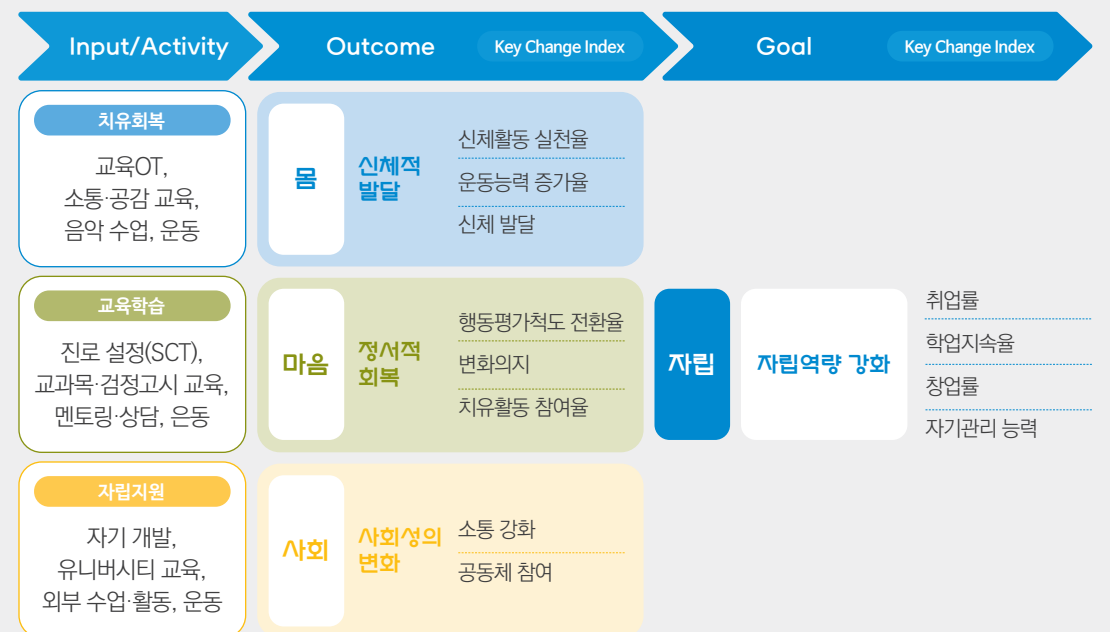 Input/Activity
Outcome
Key Change Index
Goal
Key Change Index
치유회복
교육OT,
소통·공감 교육,
음악 수업, 운동
몸
신체적
발달
신체활동 실천율
운동능력 증가율
신체 발달
교육학습
진로 설정(SCT),
교과목·검정고시 교육,
멘토링·상담, 은동
마음
정서적
회복
행동평가척도 전환율
변화의지
치유활동 참여율
자립지원
자기 개발,
유니버시티 교육,
외부 수업·활동, 운동
사회
사회성의
변화
소통 강화
공동체 참여
자립
자립역량 강화
취업률
학업지속율
창업률
자기관리 능력